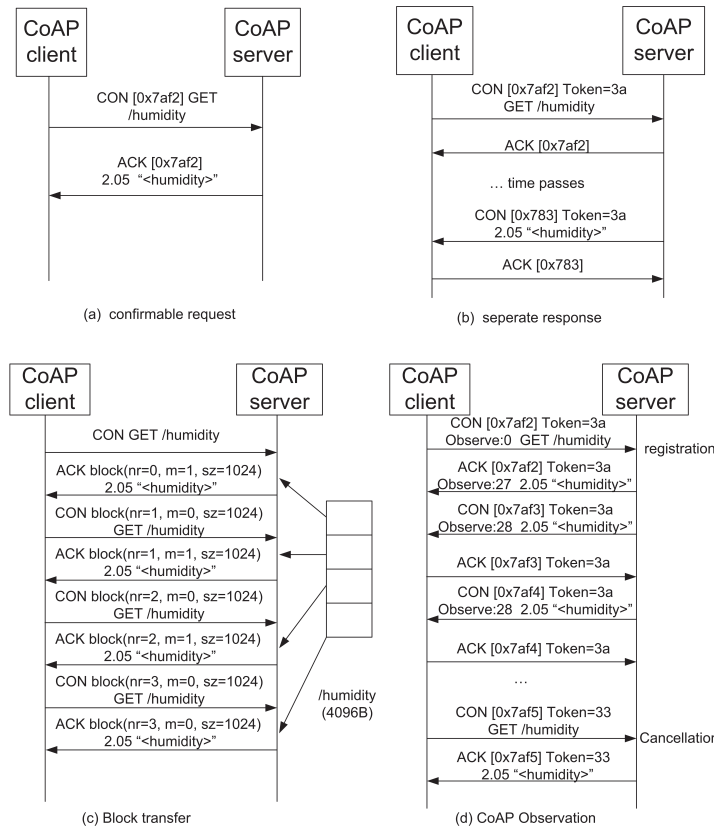 CoAP
client
CoAP
server
CON [0x7af2] GET
/humidity
ACK [0x7af2]
2.05 “<humidity>”
(a) confirmable request
CoAP
client
CoAP
server
CON [0x7af2] Token=3a
GET /humidity
ACK [0x7af2]
… time passes
CON [0x783] Token=3a
2.05 “<humidity>”
ACK [0x783]
(b) seperate response
CoAP
client
CoAP
server
CON GET /humidity
ACK block(nr=0, m=1, sz=1024)
2.05 “<humidity>”
CON block(nr=1, m=0, sz=1024)
GET /humidity
ACK block(nr=1, m=1, sz=1024)
2.05 “<humidity>”
CON block(nr=2, m=0, sz=1024)
GET /humidity
ACK block(nr=2, m=1, sz=1024)
2.05 “<humidity>”
CON block(nr=3, m=0, sz=1024)
GET /humidity
ACK block(nr=3, m=0, sz=1024)
2.05 “<humidity>”
/humidity
(4096B)
(c) Block transfer
CoAP
client
CoAP
server
CON [0x7af2] Token=3a
Observe:0 GET /humidity
registration
ACK [0x7af2] Token=3a
Observe:27 2.05 “<humidity>”
CON [0x7af3] Token=3a
Observe:28 2.05 “<humidity>”
ACK [0x7af3] Token=3a
CON [0x7af4] Token=3a
Observe:28 2.05 “<humidity>”
ACK [0x7af4] Token=3a
…
CON [0x7af5] Token=33
GET /humidity
Cancellation
ACK [0x7af5] Token=33
2.05 “<humidity>”
(d) CoAP Observation